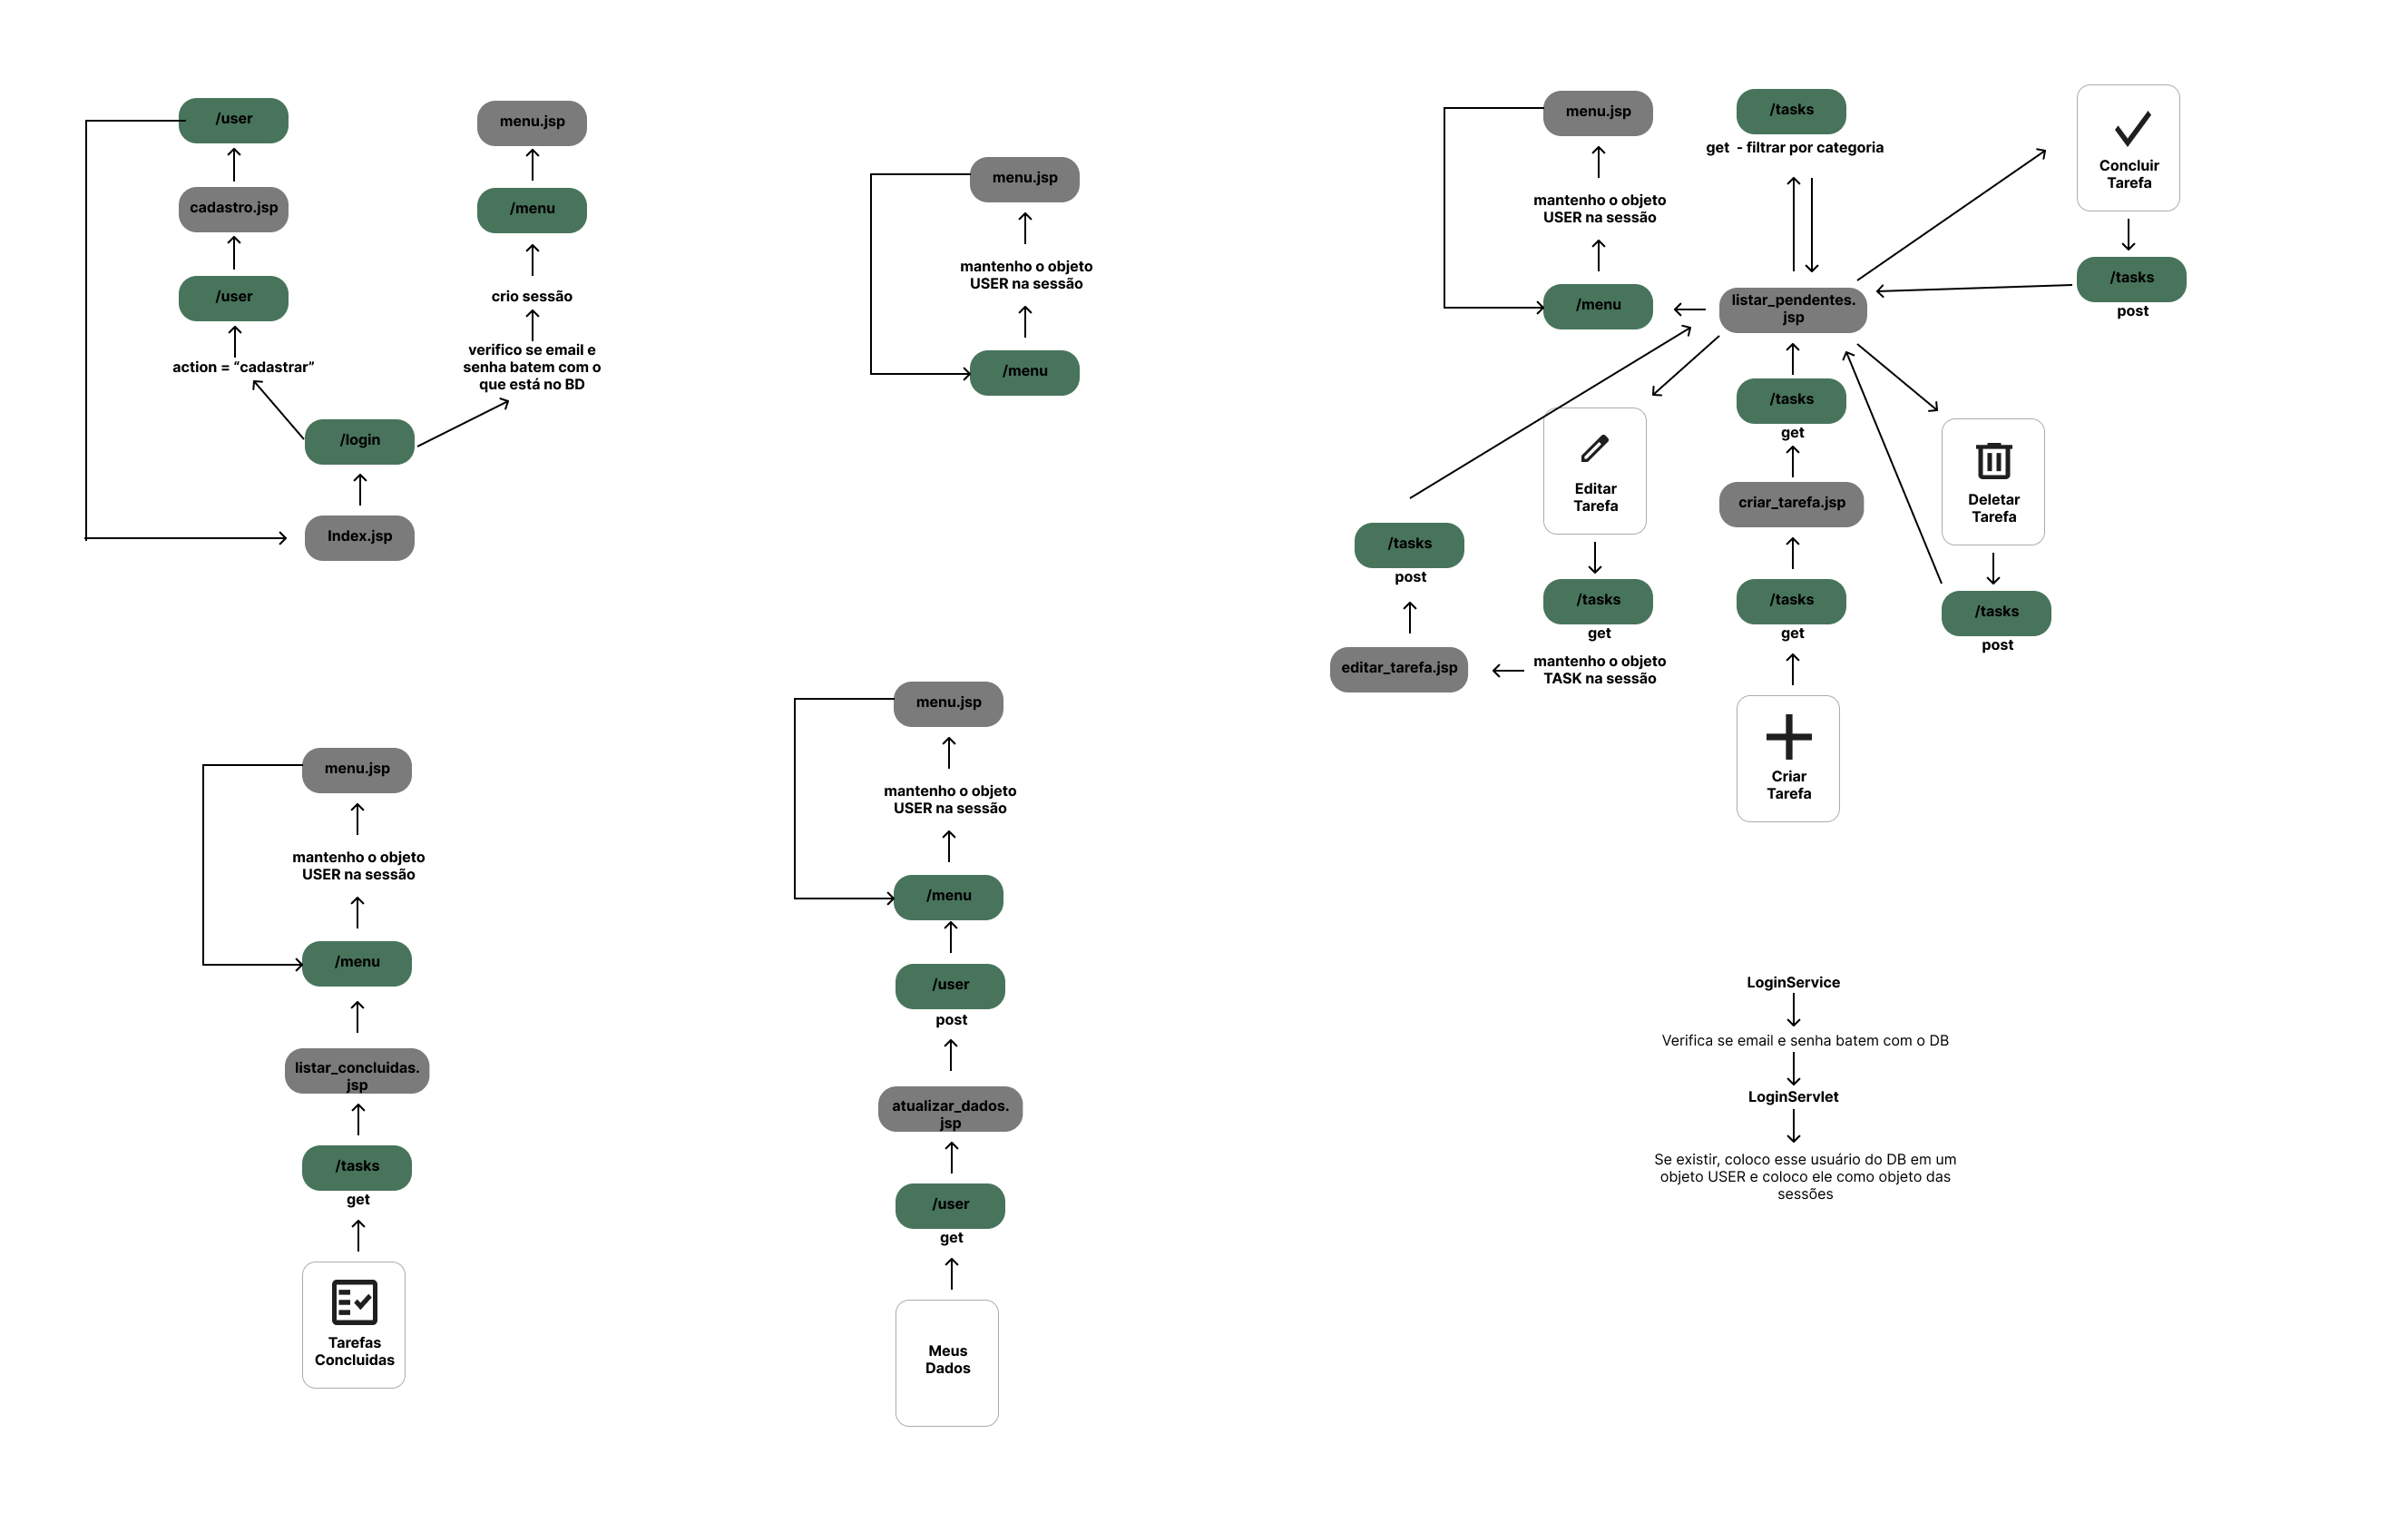 /user
cadastro.jsp
/user
action = “cadastrar”
/login
Index.jsp
menu.jsp
/menu
crio sessão
verifico se email e
senha batem com o
que está no BD
menu.jsp
mantenho o objeto
USER na sessão
/menu
menu.jsp
mantenho o objeto
USER na sessão
/menu
/tasks
get - filtrar por categoria
listar_pendentes.
jsp
Concluir
Tarefa
/tasks
post
/tasks
get
criar_tarefa.jsp
/tasks
get
Criar
Tarefa
Editar
Tarefa
/tasks
get
mantenho o objeto
TASK na sessão
editar_tarefa.jsp
/tasks
post
Deletar
Tarefa
/tasks
post
menu.jsp
mantenho o objeto
USER na sessão
/menu
listar_concluidas.
jsp
/tasks
get
Tarefas
Concluidas
menu.jsp
mantenho o objeto
USER na sessão
/menu
/user
post
atualizar_dados.
jsp
/user
get
Meus
Dados
LoginService
Verifica se email e senha batem com o DB
LoginServlet
Se existir, coloco esse usuário do DB em um
objeto USER e coloco ele como objeto das
sessões